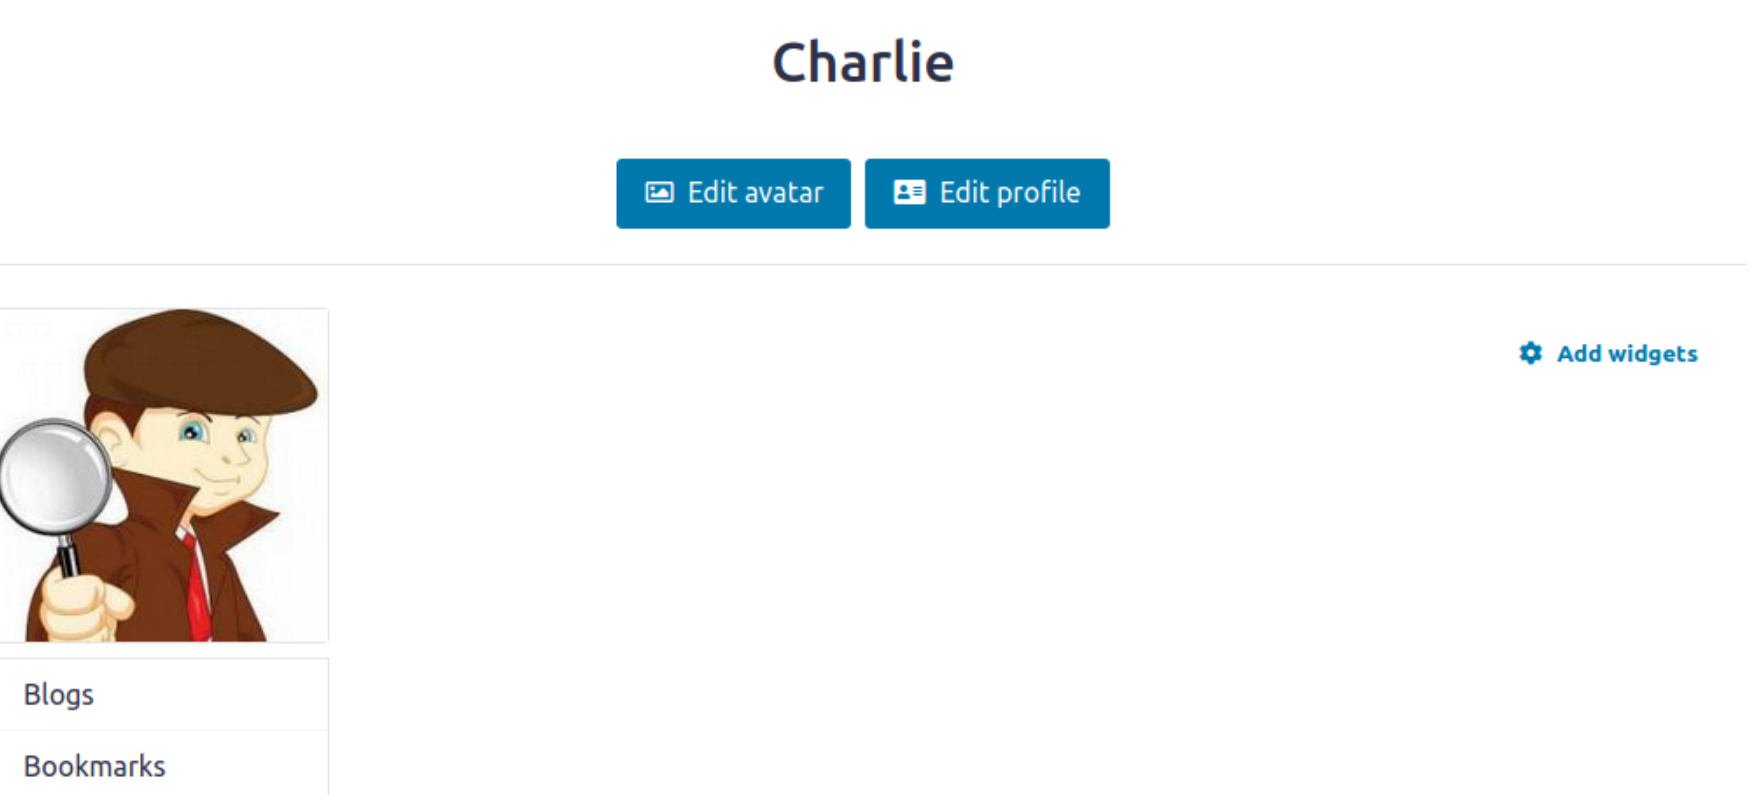 Charlie
Edit avatar
Edit profile
Add widgets
Blogs
Bookmarks